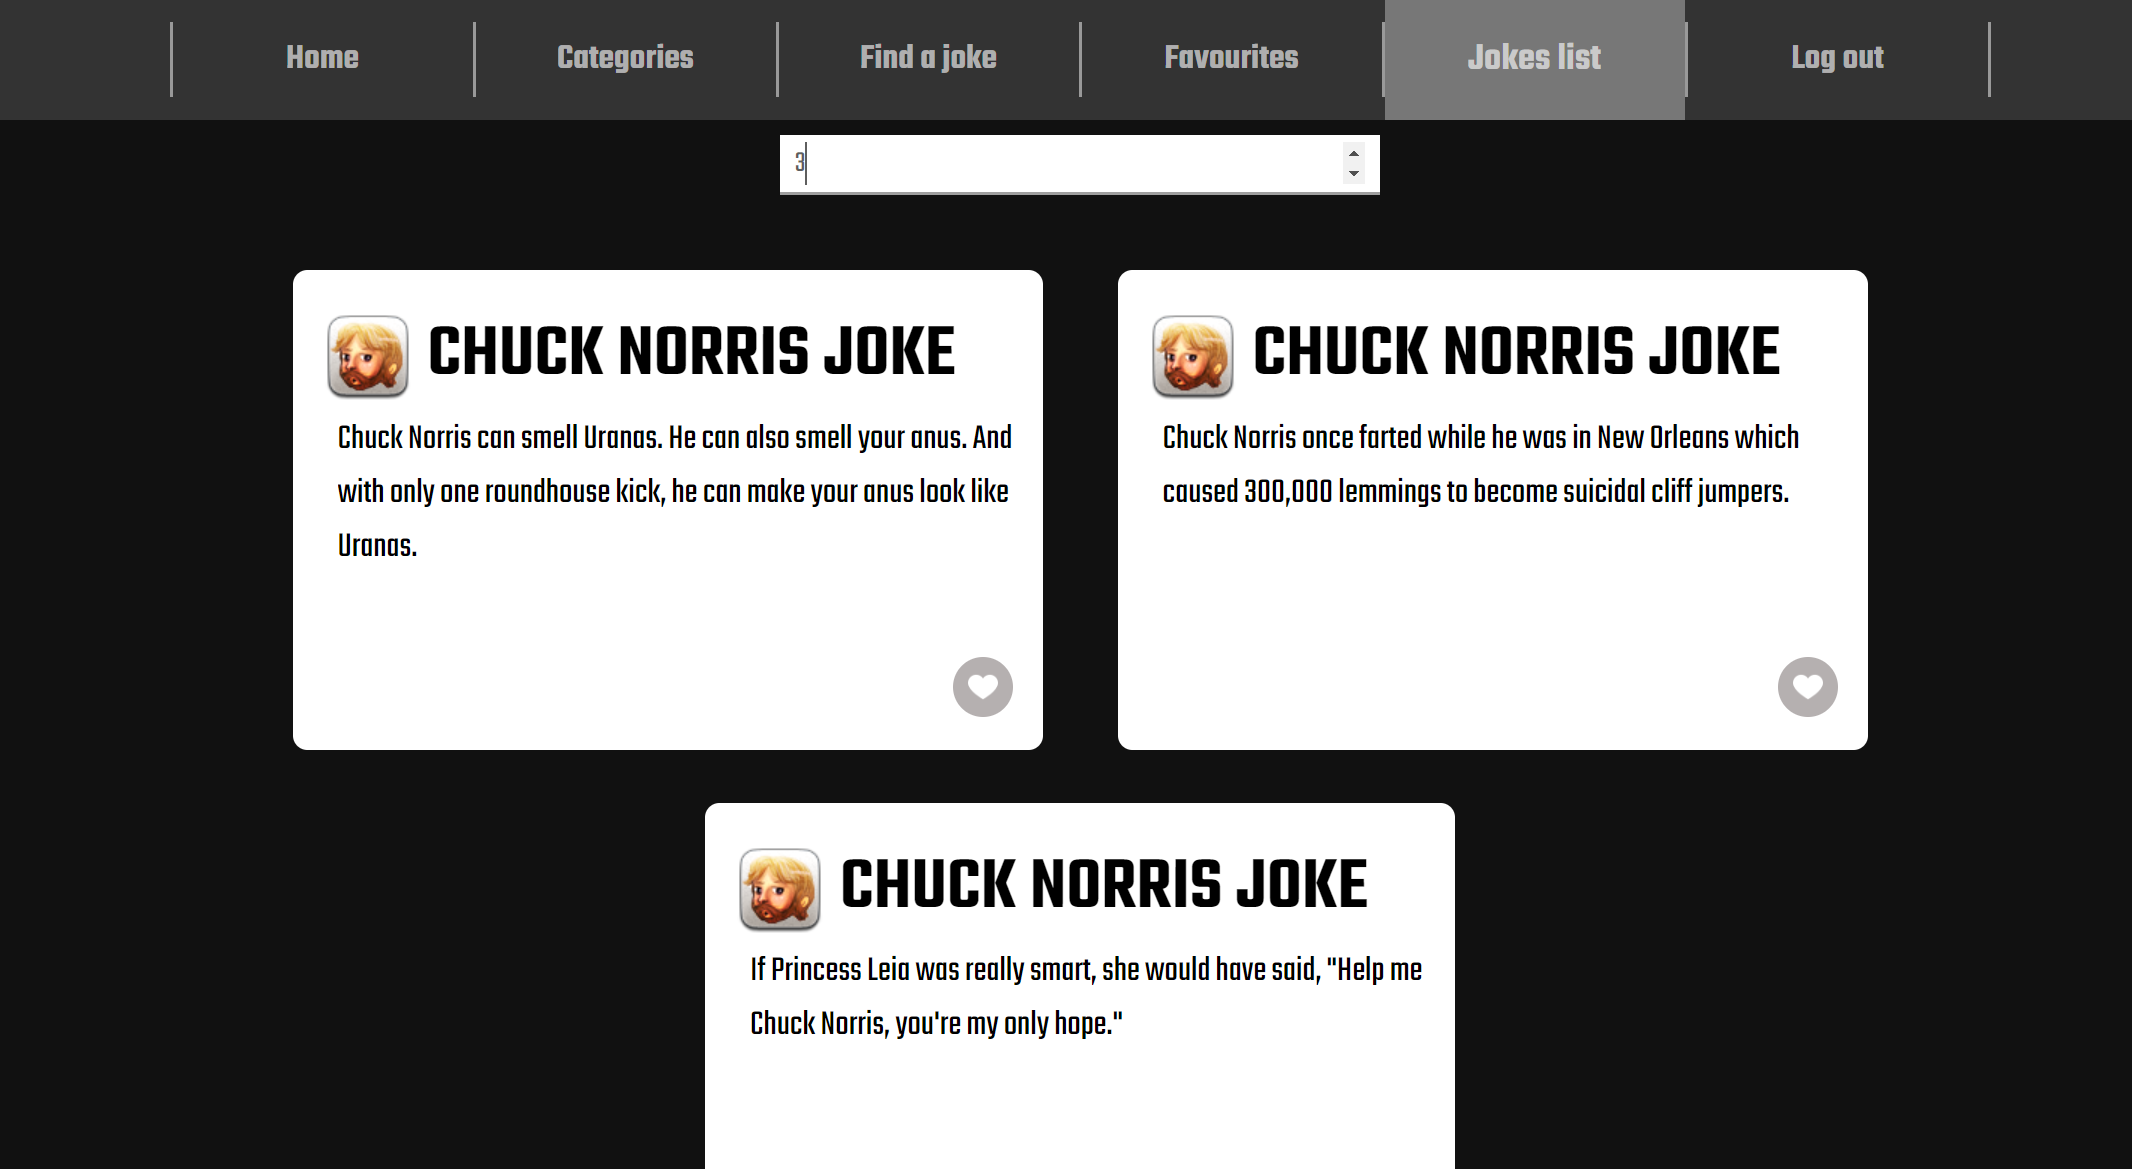 Home Categories Find a joke Favourites Jokes list Log out
3
CHUCK NORRIS JOKE
Chuck Norris can smell Uranas. He can also smell your anus. And
with only one roundhouse kick, he can make your anus look like
Uranas.
CHUCK NORRIS JOKE
Chuck Norris once farted while he was in New Orleans which
caused 300,000 lemmings to become suicidal cliff jumpers.
CHUCK NORRIS JOKE
If Princess Leia was really smart, she would have said, "Help me
Chuck Norris, you're my only hope."